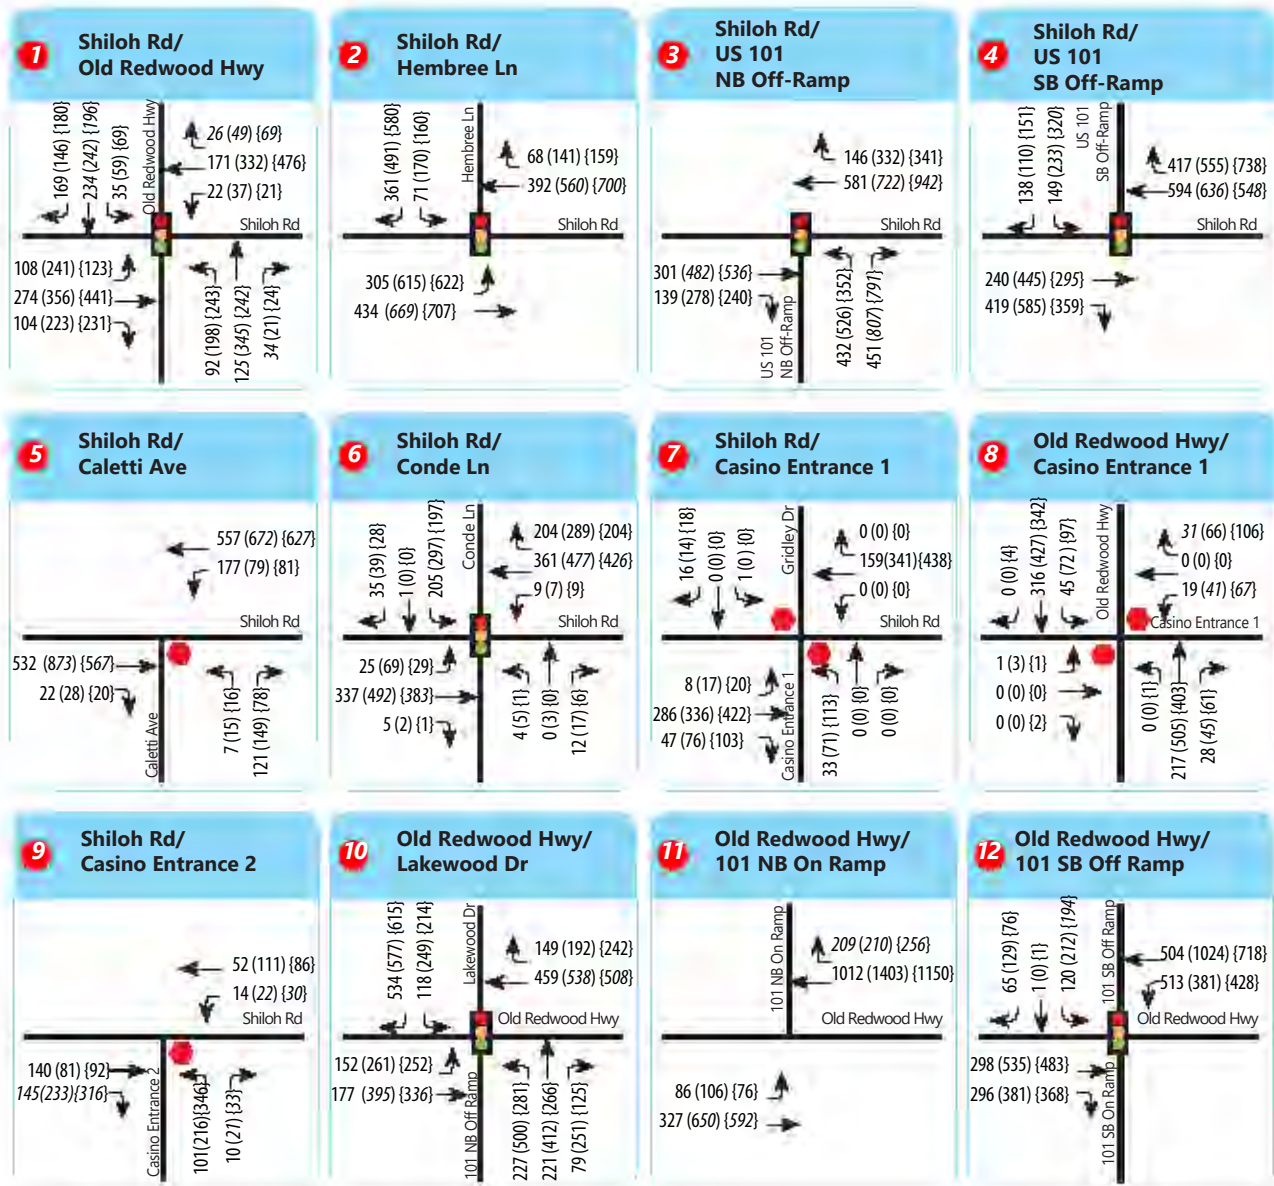 1
Shiloh Rd/
Old Redwood Hwy
169 (146) {180}
234 (242) {196}
35 (59) {69}
Old Redwood Hwy
26 (49) {69}
171 (332) {476}
22 (37) {21}
Shiloh Rd
108 (241) {123}
274 (356) {441}
104 (223) {231}
92 (198) {243}
125 (345) {242}
34 (21) {24}
2
Shiloh Rd/
Hembree Ln
361 (491) {580}
71 (170) {160}
Hembree Ln
68 (141) {159}
392 (560) {700}
Shiloh Rd
305 (615) {622}
434 (669) {707}
3
Shiloh Rd/
US 101
NB Off-Ramp
146 (332) {341}
581 (722) {942}
Shiloh Rd
301 (482) {536}
139 (278) {240}
US 101
NB Off-Ramp
432 (526) {352}
451 (807) {791}
4
Shiloh Rd/
US 101
SB Off-Ramp
138 (110) {151}
149 (233) {320}
US 101
SB Off-Ramp
417 (555) {738}
594 (636) {548}
Shiloh Rd
240 (445) {295}
419 (585) {359}
5
Shiloh Rd/
Caletti Ave
557 (672) {627}
177 (79) {81}
Shiloh Rd
532 (873) {567}
22 (28) {20}
Caletti Ave
7 (15) {16}
121 (149) {78}
6
Shiloh Rd/
Conde Ln
35 (39) {28}
1 (0) {0}
205 (297) {197}
Conde Ln
204 (289) {204}
361 (477) {426}
9 (7) {9}
Shiloh Rd
25 (69) {29}
337 (492) {383}
5 (2) {1}
4 (5) {1}
0 (3) {0}
12 (17) {6}
7
Shiloh Rd/
Casino Entrance 1
16 (14) {18}
0 (0) {0}
1 (0 ) {0}
Gridley Dr
0 (0) {0}
159(341){438}
0 (0) {0}
Shiloh Rd
8 (17) {20}
286 (336) {422}
47 (76) {103}
Casino Entrance 1
33 (71) {113}
0 (0) {0}
0 (0) {0}
8
Old Redwood Hwy/
Casino Entrance 1
0 (0) {4}
316 (427) {342}
45 (72 ) {97}
Old Redwood Hwy
31 (66) {106}
0 (0) {0}
19 (41) {67}
Casino Entrance 1
1 (3) {1}
0 (0) {0}
0 (0) {2}
0 (0) {1}
217 (505) {403}
28 (45) {61}
9
Shiloh Rd/
Casino Entrance 2
52 (111) {86}
14 (22) {30}
Shiloh Rd
140 (81) {92}
145(233){316}
Casino Entrance 2
101(216){346}
10 (27) {33}
10
Old Redwood Hwy/
Lakewood Dr
534 (577) {615}
118 (249) {214}
Lakewood Dr
149 (192) {242}
459 (538) {508}
Old Redwood Hwy
152 (261) {252}
177 (395) {336}
101 NB Off Ramp
227 (500) {281}
221 (412) {266}
79 (251) {125}
11
Old Redwood Hwy/
101 NB On Ramp
101 NB On Ramp
209 (210) {256}
1012 (1403) {1150}
Old Redwood Hwy
86 (106) {76}
327 (650) {592}
12
Old Redwood Hwy/
101 SB Off Ramp
65 (129) {76}
1 (0) {1}
120 (212) {194}
101 SB Off Ramp
504 (1024) {718}
513 (381) {428}
Old Redwood Hwy
298 (535) {483}
296 (381) {368}
101 SB On Ramp